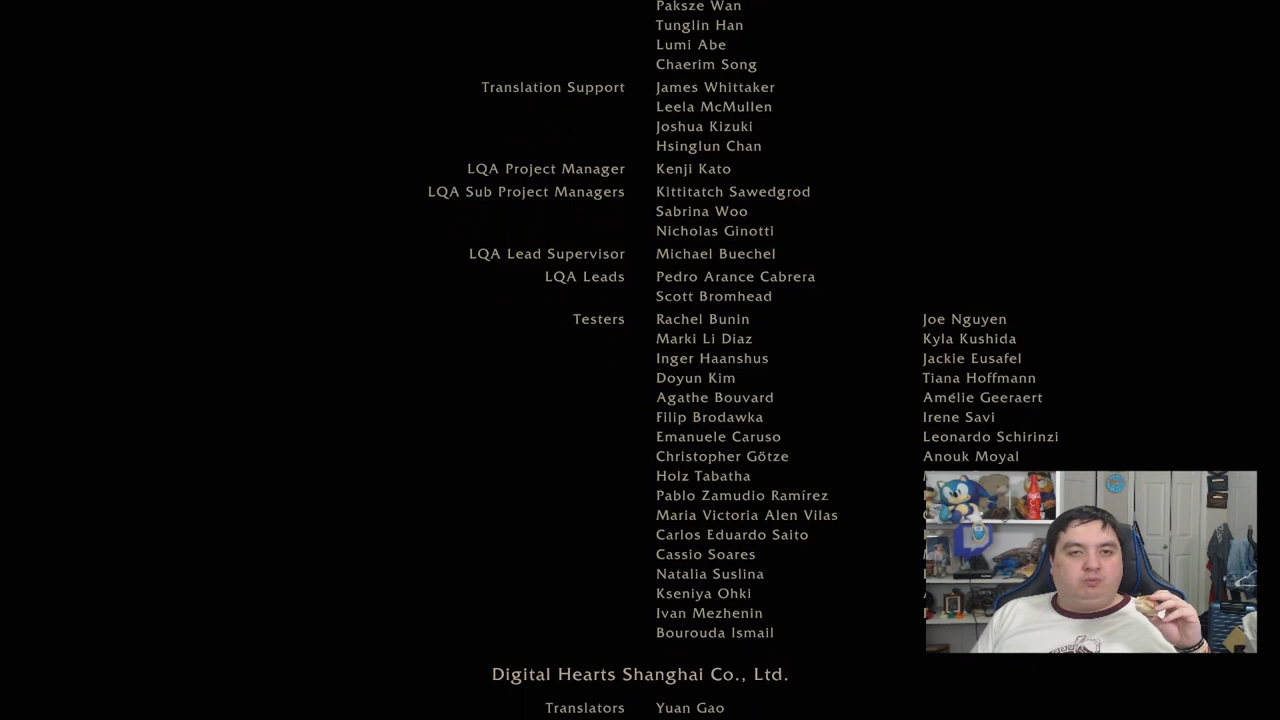 Paksze Wan
Tunglin Han
Lumi Abe
Chaerim Song
Translation Support James Whittaker
Leela McMullen
Joshua Kizuki
Hsinglun Chan
LQA Project Manager Kenji Kato
LQA Sub Project Managers Kittitatch Sawedgrod
Sabrina Woo
Nicholas Ginotti
LQA Lead Supervisor Michael Buechel
LQA Leads Pedro Arance Cabrera
Scott Bromhead
Testers Rachel Bunin Joe Nguyen
Marki Li Diaz Kyla Kushida
Inger Haanshus Jackie Eusafel
Doyun Kim Tiana Hoffmann
Agathe Bouvard Amélie Geeraert
Filip Brodawka Irene Savi
Emanuele Caruso Leonardo Schirinzi
Christopher Götze Anouk Moyal
Holz Tabatha
Pablo Zamudio Ramírez
Maria Victoria Alen Vilas
Carlos Eduardo Saito
Cassio Soares
Natalia Suslina
Kseniya Ohki
Ivan Mezhenin
Bourouda Ismail
Digital Hearts Shanghai Co., Ltd.
Translators Yuan Gao